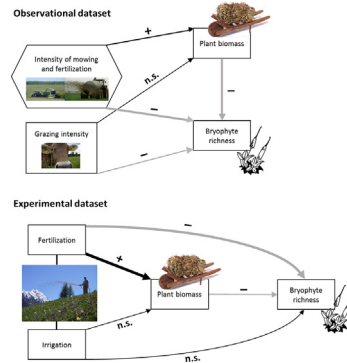 Observational dataset
+
Plant biomass
Intensity of mowing
and fertilization
n.s.
–
–
Grazing intensity
Bryophyte
richness
–
Experimental dataset
–
Fertilization
+
Plant biomass
–
Bryophyte
richness
n.s.
Irrigation
n.s.